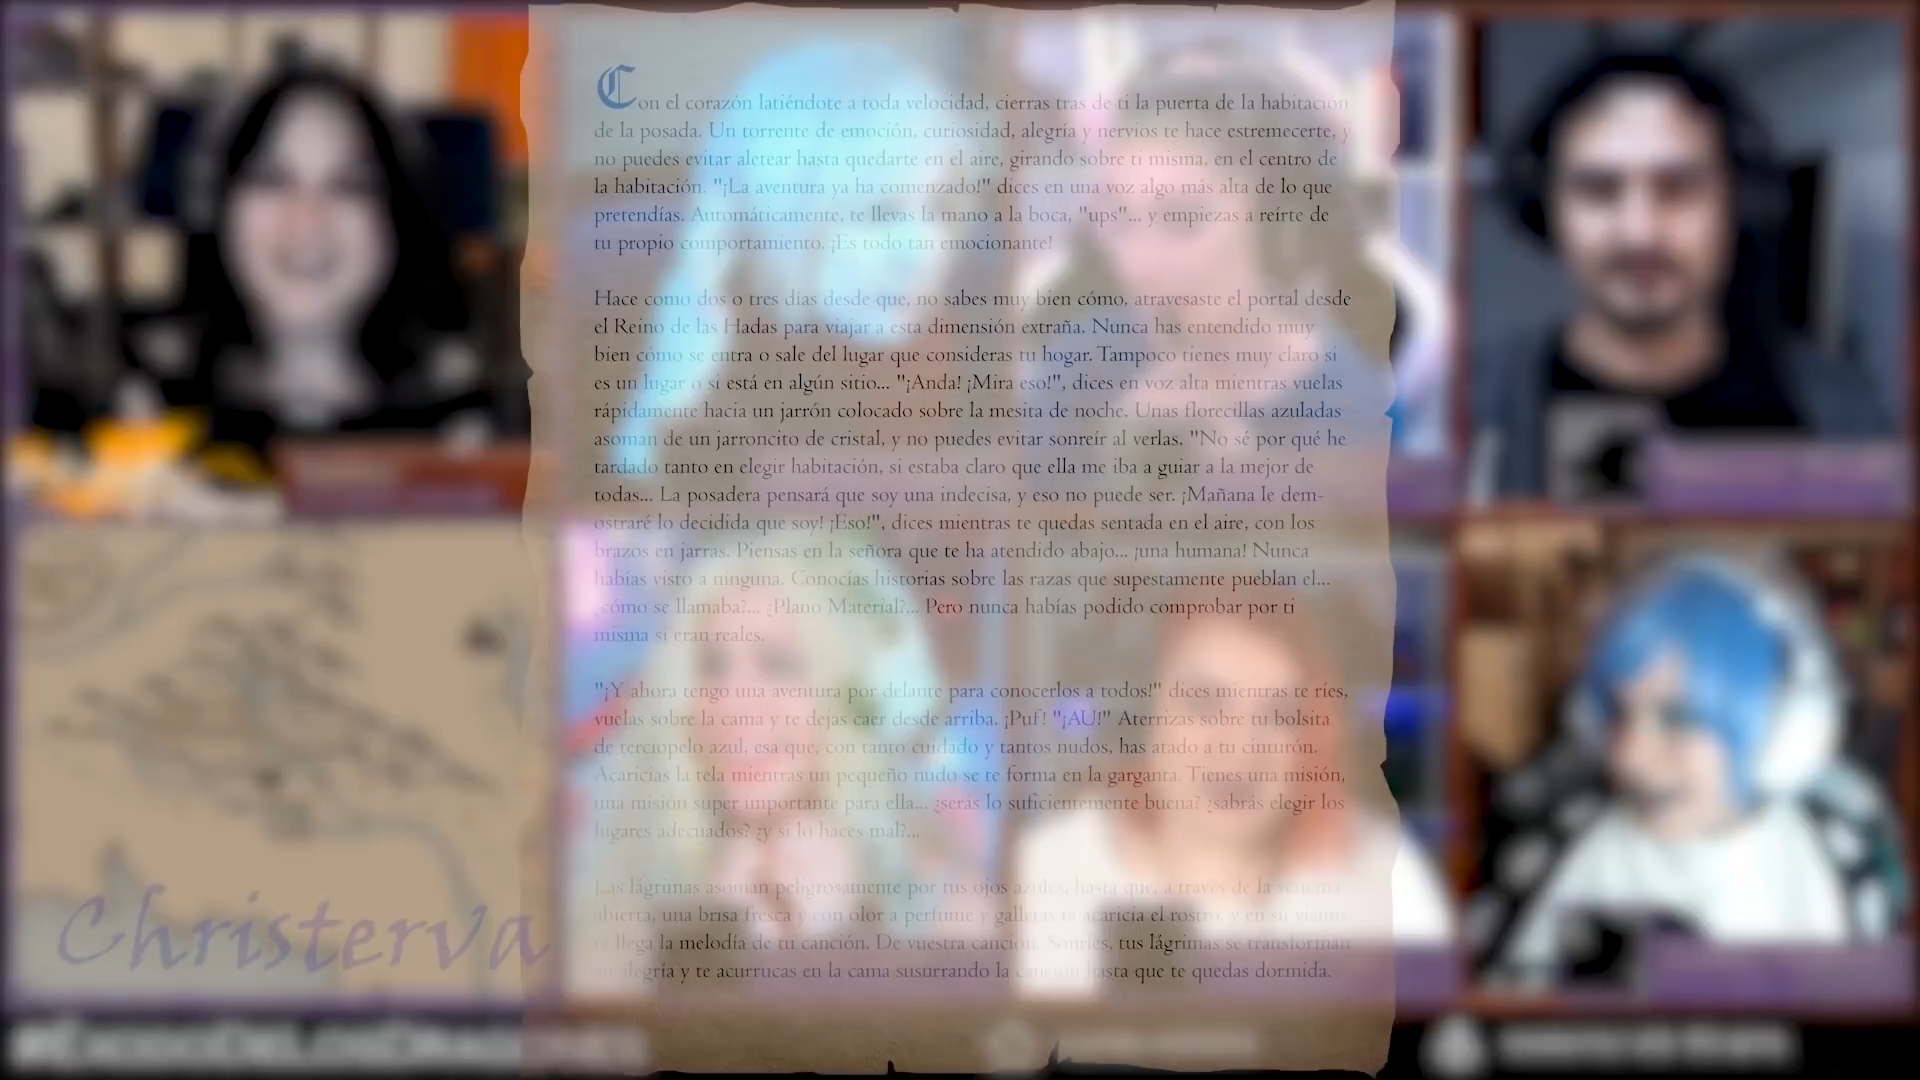 Con el corazón latiéndote a toda velocidad, cierras tras de ti la puerta de la habitación
de la posada. Un torrente de emoción, curiosidad, alegría y nervios te hace estremecerte, y
no puedes evitar aletear hasta quedarte en el aire, girando sobre ti misma, en el centro de
la habitación. "¡La aventura ya ha comenzado!" dices en una voz algo más alta de lo que
pretendías. Automáticamente, te llevas la mano a la boca, "ups"... y empiezas a reírte de
tu propio comportamiento. ¡Es todo tan emocionante!
Hace como dos o tres días desde que, no sabes muy bien cómo, atravesaste el portal desde
el Reino de las Hadas para viajar a esta dimensión extraña. Nunca has entendido muy
bien cómo se entra o sale del lugar que consideras tu hogar. Tampoco tienes muy claro si
es un lugar o si está en algún sitio... "¡Anda! ¡Mira eso!", dices en voz alta mientras vuelas
rápidamente hacia un jarrón colocado sobre la mesita de noche. Unas florecillas azuladas
asoman de un jarroncito de cristal, y no puedes evitar sonreír al verlas. "No sé por qué he
tardado tanto en elegir habitación, si estaba claro que ella me iba a guiar a la mejor de
todas... La posadera pensará que soy una indecisa, y eso no puede ser. ¡Mañana le dem-
ostraré lo decidida que soy! ¡Eso!", dices mientras te quedas sentada en el aire, con los
brazos en jarras. Piensas en la señora que te ha atendido abajo... ¡una humana! Nunca
habías visto a ninguna. Conocías historias sobre las razas que supestamente pueblan el...
¿cómo se llamaba?... ¿Plano Material?... Pero nunca habías podido comprobar por ti
misma si eran reales.
"¡Y ahora tengo una aventura por delante para conocerlos a todos!" dices mientras te ríes,
vuelas sobre la cama y te dejas caer desde arriba. ¡Puf! "¡AU!" Aterrizas sobre tu bolsita
de terciopelo azul, esa que, con tanto cuidado y tantos nudos, has atado a tu cinturón.
Acaricias la tela mientras un pequeño nudo se te forma en la garganta. Tienes una misión,
una misión super importante para ella... ¿serás lo suficientemente buena? ¿sabrás elegir los
lugares adecuados? ¿y si lo haces mal?...
Las lágrimas asoman peligrosamente por tus ojos azules, hasta que, a través de la ventana
abierta, una brisa fresca y con olor a perfume y galletas te acaricia el rostro, y en su viento
te llega la melodía de tu canción. De vuestra canción. Sonríes, tus lágrimas se transforman
en alegría y te acurrucas en la cama susurrando la canción hasta que te quedas dormida.
Christerva